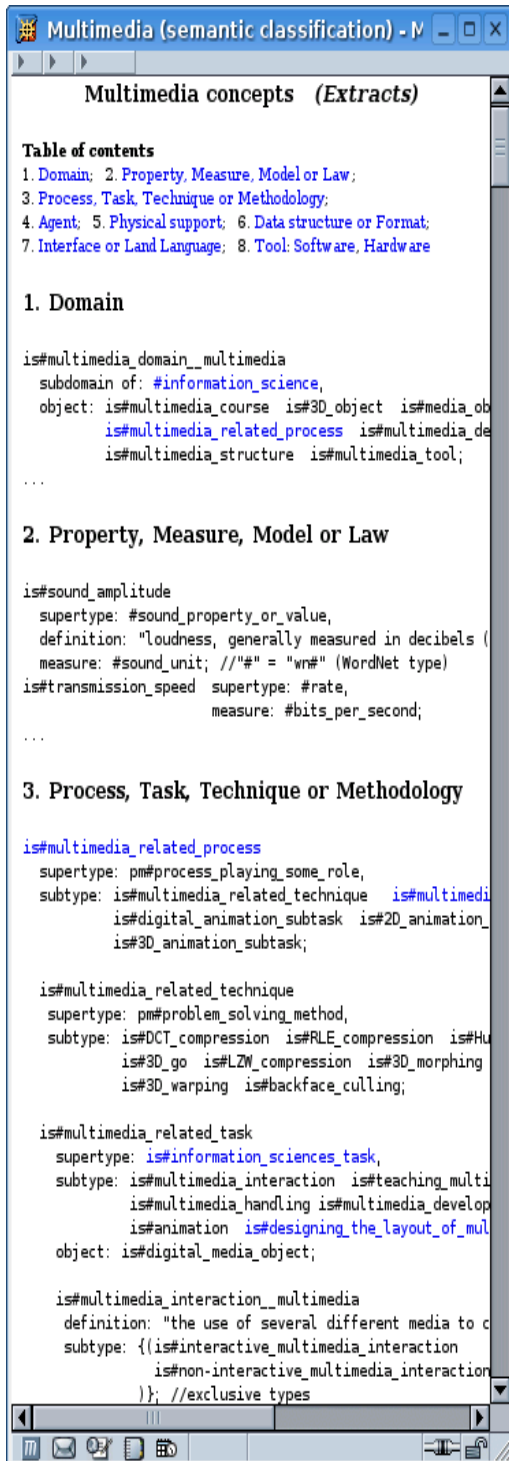 Multimedia (semantic classification) - M
Multimedia concepts (Extracts)
Table of contents
1. Domain; 2. Property, Measure, Model or Law;
3. Process, Task, Technique or Methodology;
4. Agent; 5. Physical support; 6. Data structure or Format;
7. Interface or Land Language; 8. Tool: Software, Hardware
1. Domain
is#multimedia_domain__multimedia
subdomain of: #information_science,
object: is#multimedia_course is#3D_object is#media_ob
is#multimedia_related_process is#multimedia_de
is#multimedia_structure is#multimedia_tool;
...
2. Property, Measure, Model or Law
is#sound_amplitude
supertype: #sound_property_or_value,
definition: "loudness, generally measured in decibels (
measure: #sound_unit; //"#" = "wn#" (WordNet type)
is#transmission_speed supertype: #rate,
measure: #bits_per_second;
...
3. Process, Task, Technique or Methodology
is#multimedia_related_process
supertype: pm#process_playing_some_role,
subtype: is#multimedia_related_technique is#multimedi
is#digital_animation_subtask is#2D_animation_
is#3D_animation_subtask;
is#multimedia_related_technique
supertype: pm#problem_solving_method,
subtype: is#DCT_compression is#RLE_compression is#Hu
is#3D_go is#LZW_compression is#3D_morphing
is#3D_warping is#backface_culling;
is#multimedia_related_task
supertype: is#information_sciences_task,
subtype: is#multimedia_interaction is#teaching_multi
is#multimedia_handling is#multimedia_develop
is#animation is#designing_the_layout_of_mul
object: is#digital_media_object;
is#multimedia_interaction__multimedia
definition: "the use of several different media to c
subtype: {(is#interactive_multimedia_interaction
is#non-interactive_multimedia_interaction
)}; //exclusive types